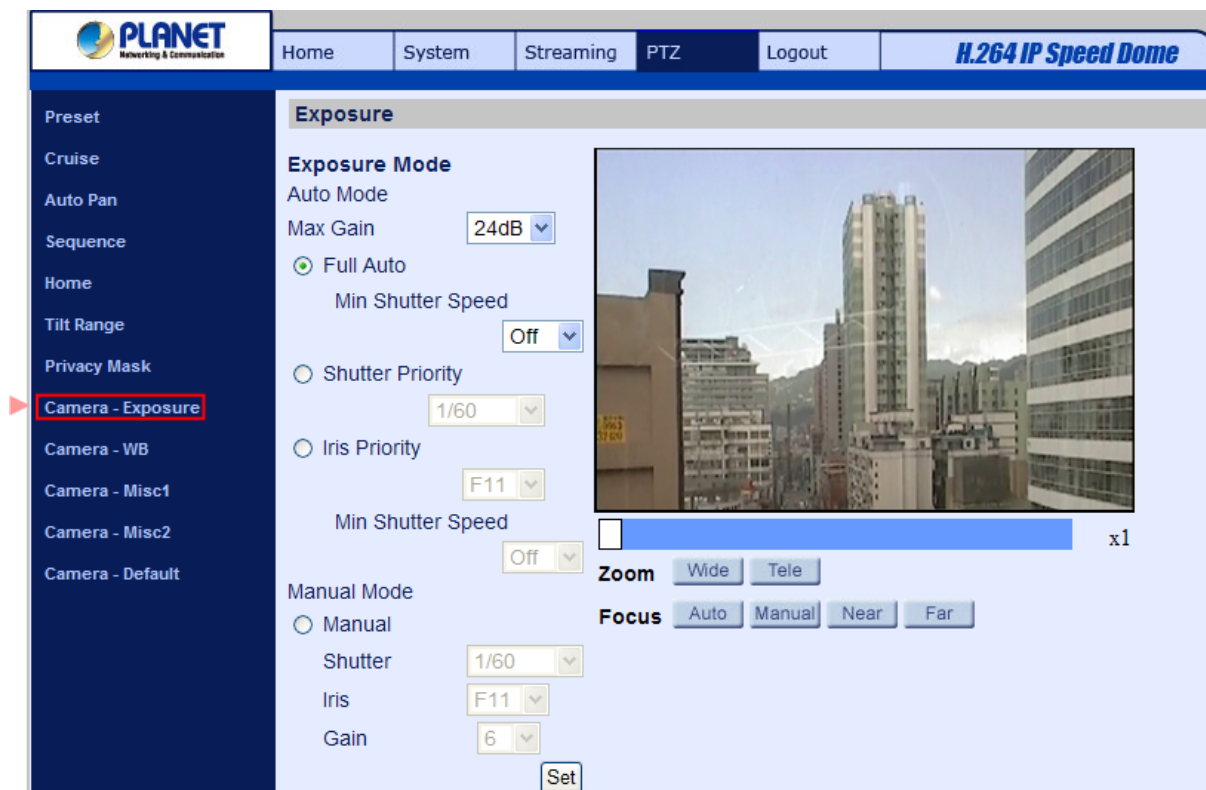 PLANET
Networking & Communication
Home System Streaming PTZ Logout H.264 IP Speed Dome
Preset
Cruise
Auto Pan
Sequence
Home
Tilt Range
Privacy Mask
Camera - Exposure
Camera - WB
Camera - Misc1
Camera - Misc2
Camera - Default
Exposure
Exposure Mode
Auto Mode
Max Gain 24dB
Full Auto
Min Shutter Speed
Off
Shutter Priority
1/60
Iris Priority
F11
Min Shutter Speed
Off
Manual Mode
Manual
Shutter 1/60
Iris F11
Gain 6
Set
x1
Zoom Wide Tele
Focus Auto Manual Near Far